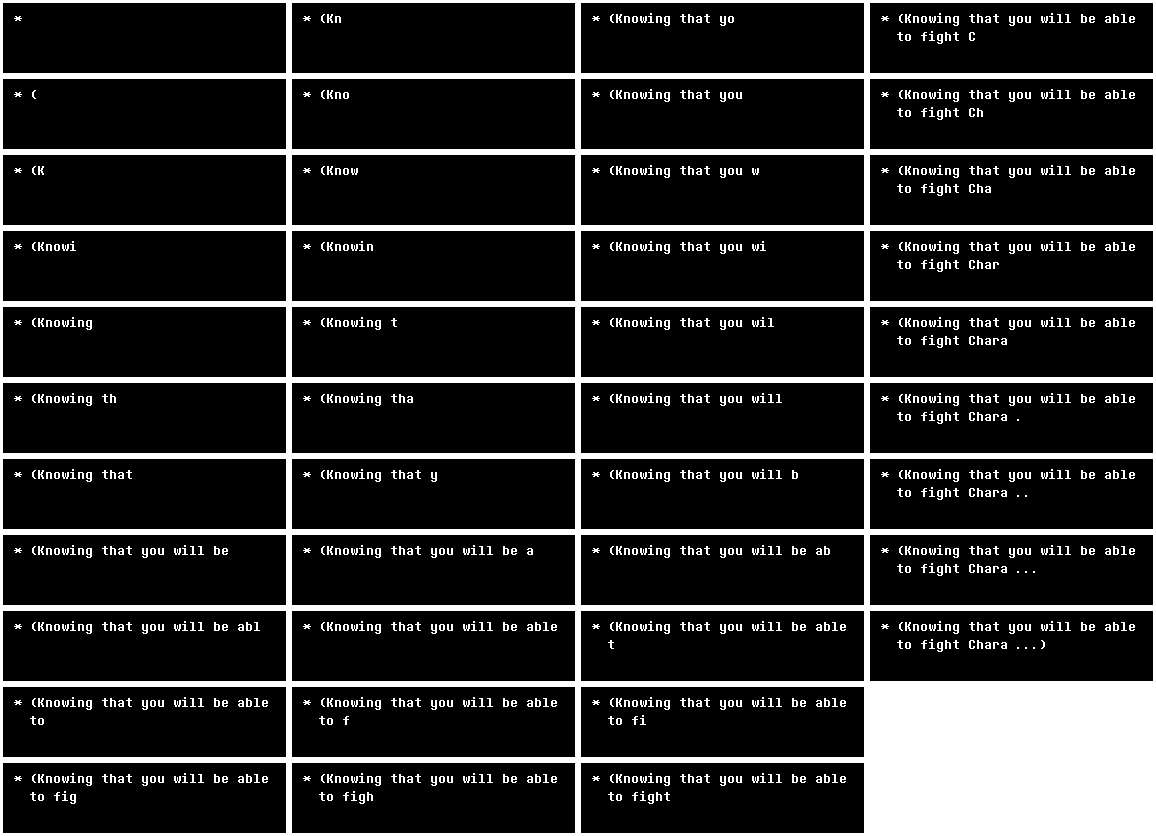 *
* (
* (K
* (Knowi
* (Knowing
* (Knowing th
* (Knowing that
* (Knowing that you will be
* (Knowing that you will be abl
* (Knowing that you will be able
to
* (Knowing that you will be able
to fig
* (Kn
* (Kno
* (Know
* (Knowin
* (Knowing t
* (Knowing tha
* (Knowing that y
* (Knowing that you will be a
* (Knowing that you will be able
* (Knowing that you will be able
to f
* (Knowing that you will be able
to figh
* (Knowing that yo
* (Knowing that you
* (Knowing that you w
* (Knowing that you wi
* (Knowing that you wil
* (Knowing that you will
* (Knowing that you will b
* (Knowing that you will be ab
* (Knowing that you will be able
t
* (Knowing that you will be able
to fi
* (Knowing that you will be able
to fight
* (Knowing that you will be able
to fight C
* (Knowing that you will be able
to fight Ch
* (Knowing that you will be able
to fight Cha
* (Knowing that you will be able
to fight Char
* (Knowing that you will be able
to fight Chara
* (Knowing that you will be able
to fight Chara .
* (Knowing that you will be able
to fight Chara ..
* (Knowing that you will be able
to fight Chara ...
* (Knowing that you will be able
to fight Chara ...)